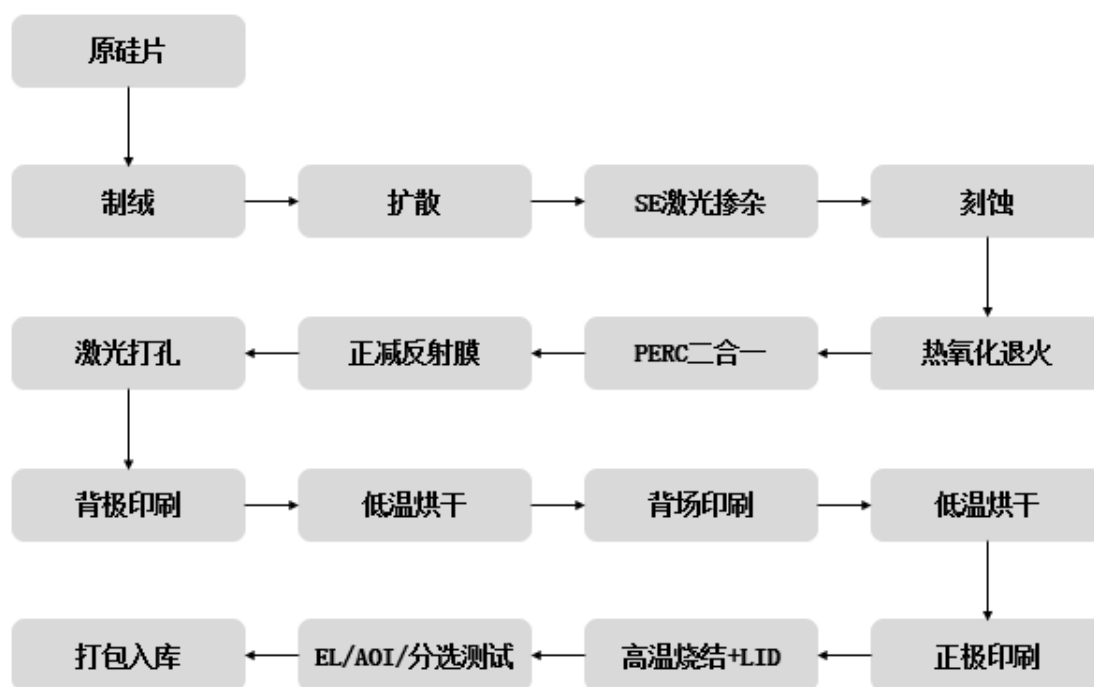 原硅片
制绒
扩散
SE激光掺杂
刻蚀
热氧化退火
PERC二合一
正减反射膜
激光打孔
背极印刷
低温烘干
背场印刷
低温烘干
正极印刷
高温烧结+LID
EL/AOI/分选测试
打包入库